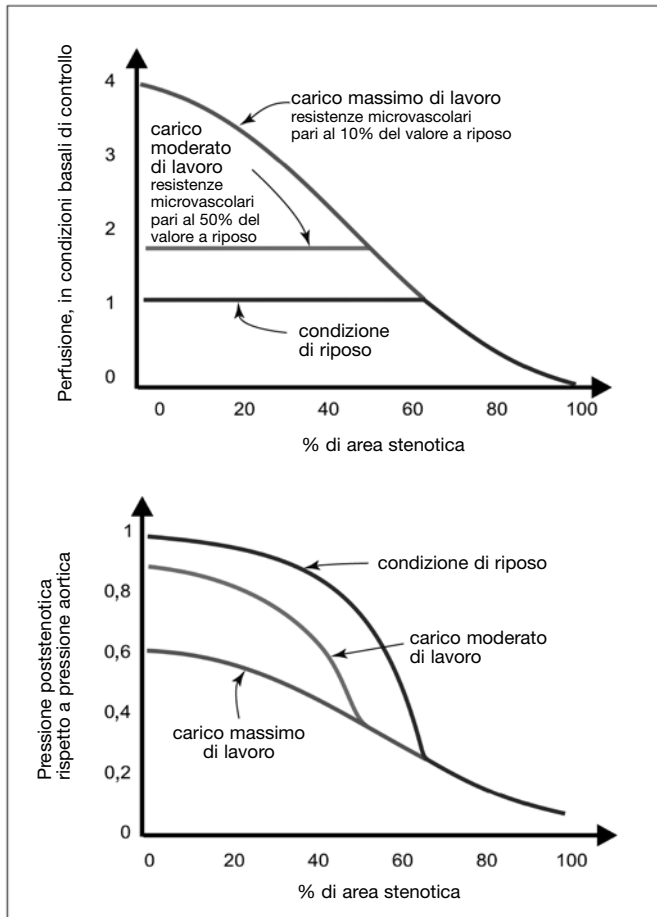 Perfusione, in condizioni basali di controllo
4
3
2
1
0
carico massimo di lavoro
resistenze microvascolari
pari al 10% del valore a riposo
carico
moderato
di lavoro
resistenze
microvascolari
pari al 50% del
valore a riposo
condizione
di riposo
0 20 40 60 80 100
% di area stenotica
Pressione poststenotica
rispetto a pressione aortica
1
0,8
0,6
0,4
0,2
0
condizione di riposo
carico moderato
di lavoro
carico massimo
di lavoro
0 20 40 60 80 100
% di area stenotica